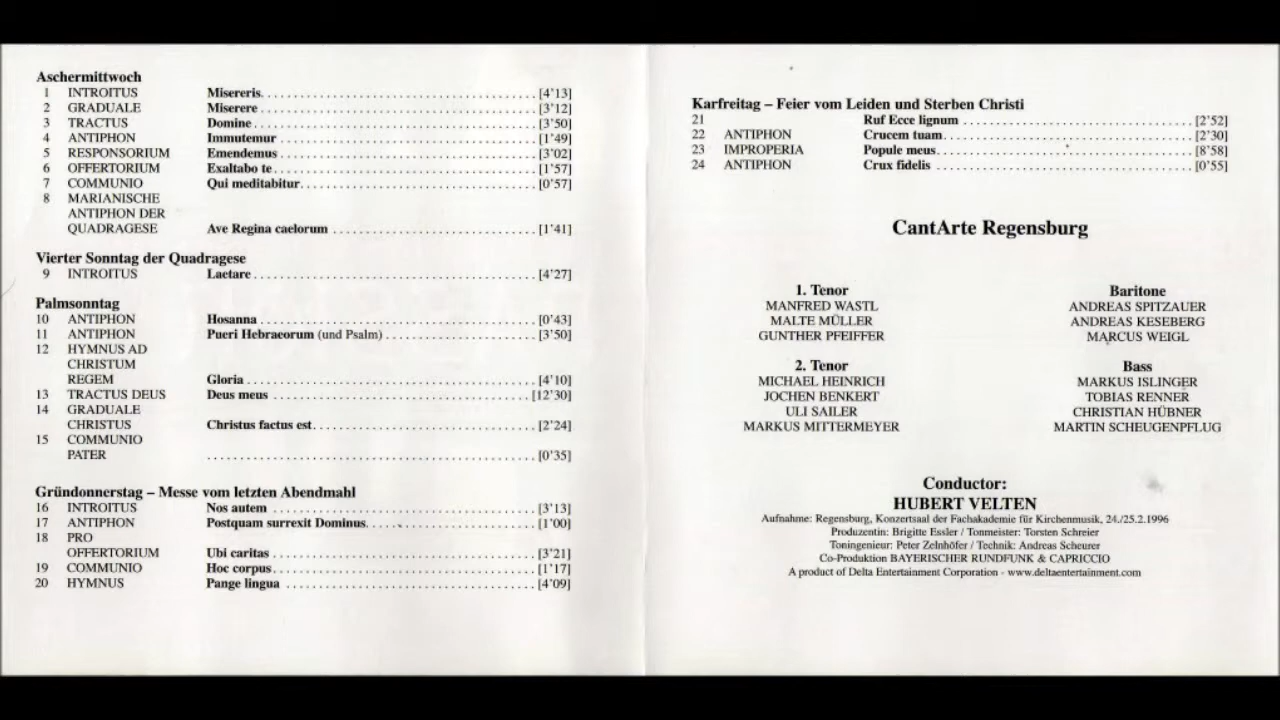 Aschermittwoch
1 INTROITUS Misereris [4'13]
2 GRADUALE Miserere [3'12]
3 TRACTUS Domine [3'50]
4 ANTIPHON Immutemur [1'49]
5 RESPONSORIUM Emendemus [3'02]
6 OFFERTORIUM Exaltabo te [1'57]
7 COMMUNIO Qui meditabitur [0'57]
8 MARIANISCHE
ANTIPHON DER
QUADRAGESE Ave Regina caelorum [1'41]
Vierter Sonntag der Quadragese
9 INTROITUS Laetare [4'27]
Palmsonntag
10 ANTIPHON Hosanna [0'43]
11 ANTIPHON Pueri Hebraeorum (und Psalm) [3'50]
12 HYMNUS AD
CHRISTUM
REGEM Gloria [4'10]
13 TRACTUS DEUS Deus meus [12'30]
14 GRADUALE
CHRISTUS Christus factus est [2'24]
15 COMMUNIO
PATER [0'35]
Gründonnerstag – Messe vom letzten Abendmahl
16 INTROITUS Nos autem [3'13]
17 ANTIPHON Postquam surrexit Dominus [1'00]
18 PRO
OFFERTORIUM Ubi caritas [3'21]
19 COMMUNIO Hoc corpus [1'17]
20 HYMNUS Pange lingua [4'09]
Karfreitag – Feier vom Leiden und Sterben Christi
21 Ruf Ecce lignum [2'52]
22 ANTIPHON Crucem tuam [2'30]
23 IMPROPERIA Popule meus [8'58]
24 ANTIPHON Crux fidelis [0'55]
CantArte Regensburg
1. Tenor
MANFRED WASTL
MALTE MÜLLER
GUNTHER PFEIFFER
2. Tenor
MICHAEL HEINRICH
JOCHEN BENKERT
ULI SAILER
MARKUS MITTERMEYER
Baritone
ANDREAS SPITZAUER
ANDREAS KESEBERG
MARCUS WEIGL
Bass
MARKUS ISLINGER
TOBIAS RENNER
CHRISTIAN HÜBNER
MARTIN SCHEUGENPFLUG
Conductor:
HUBERT VELTEN
Aufnahme: Regensburg, Konzertsaal der Fachakademie für Kirchenmusik, 24./25.2.1996
Produzentin: Brigitte Essler / Tonmeister: Torsten Schreier
Toningenieur: Peter Zelnhöfer / Technik: Andreas Scheurer
Co-Produktion BAYERISCHER RUNDFUNK & CAPRICCIO
A product of Delta Entertainment Corporation - www.deltaentertainment.com